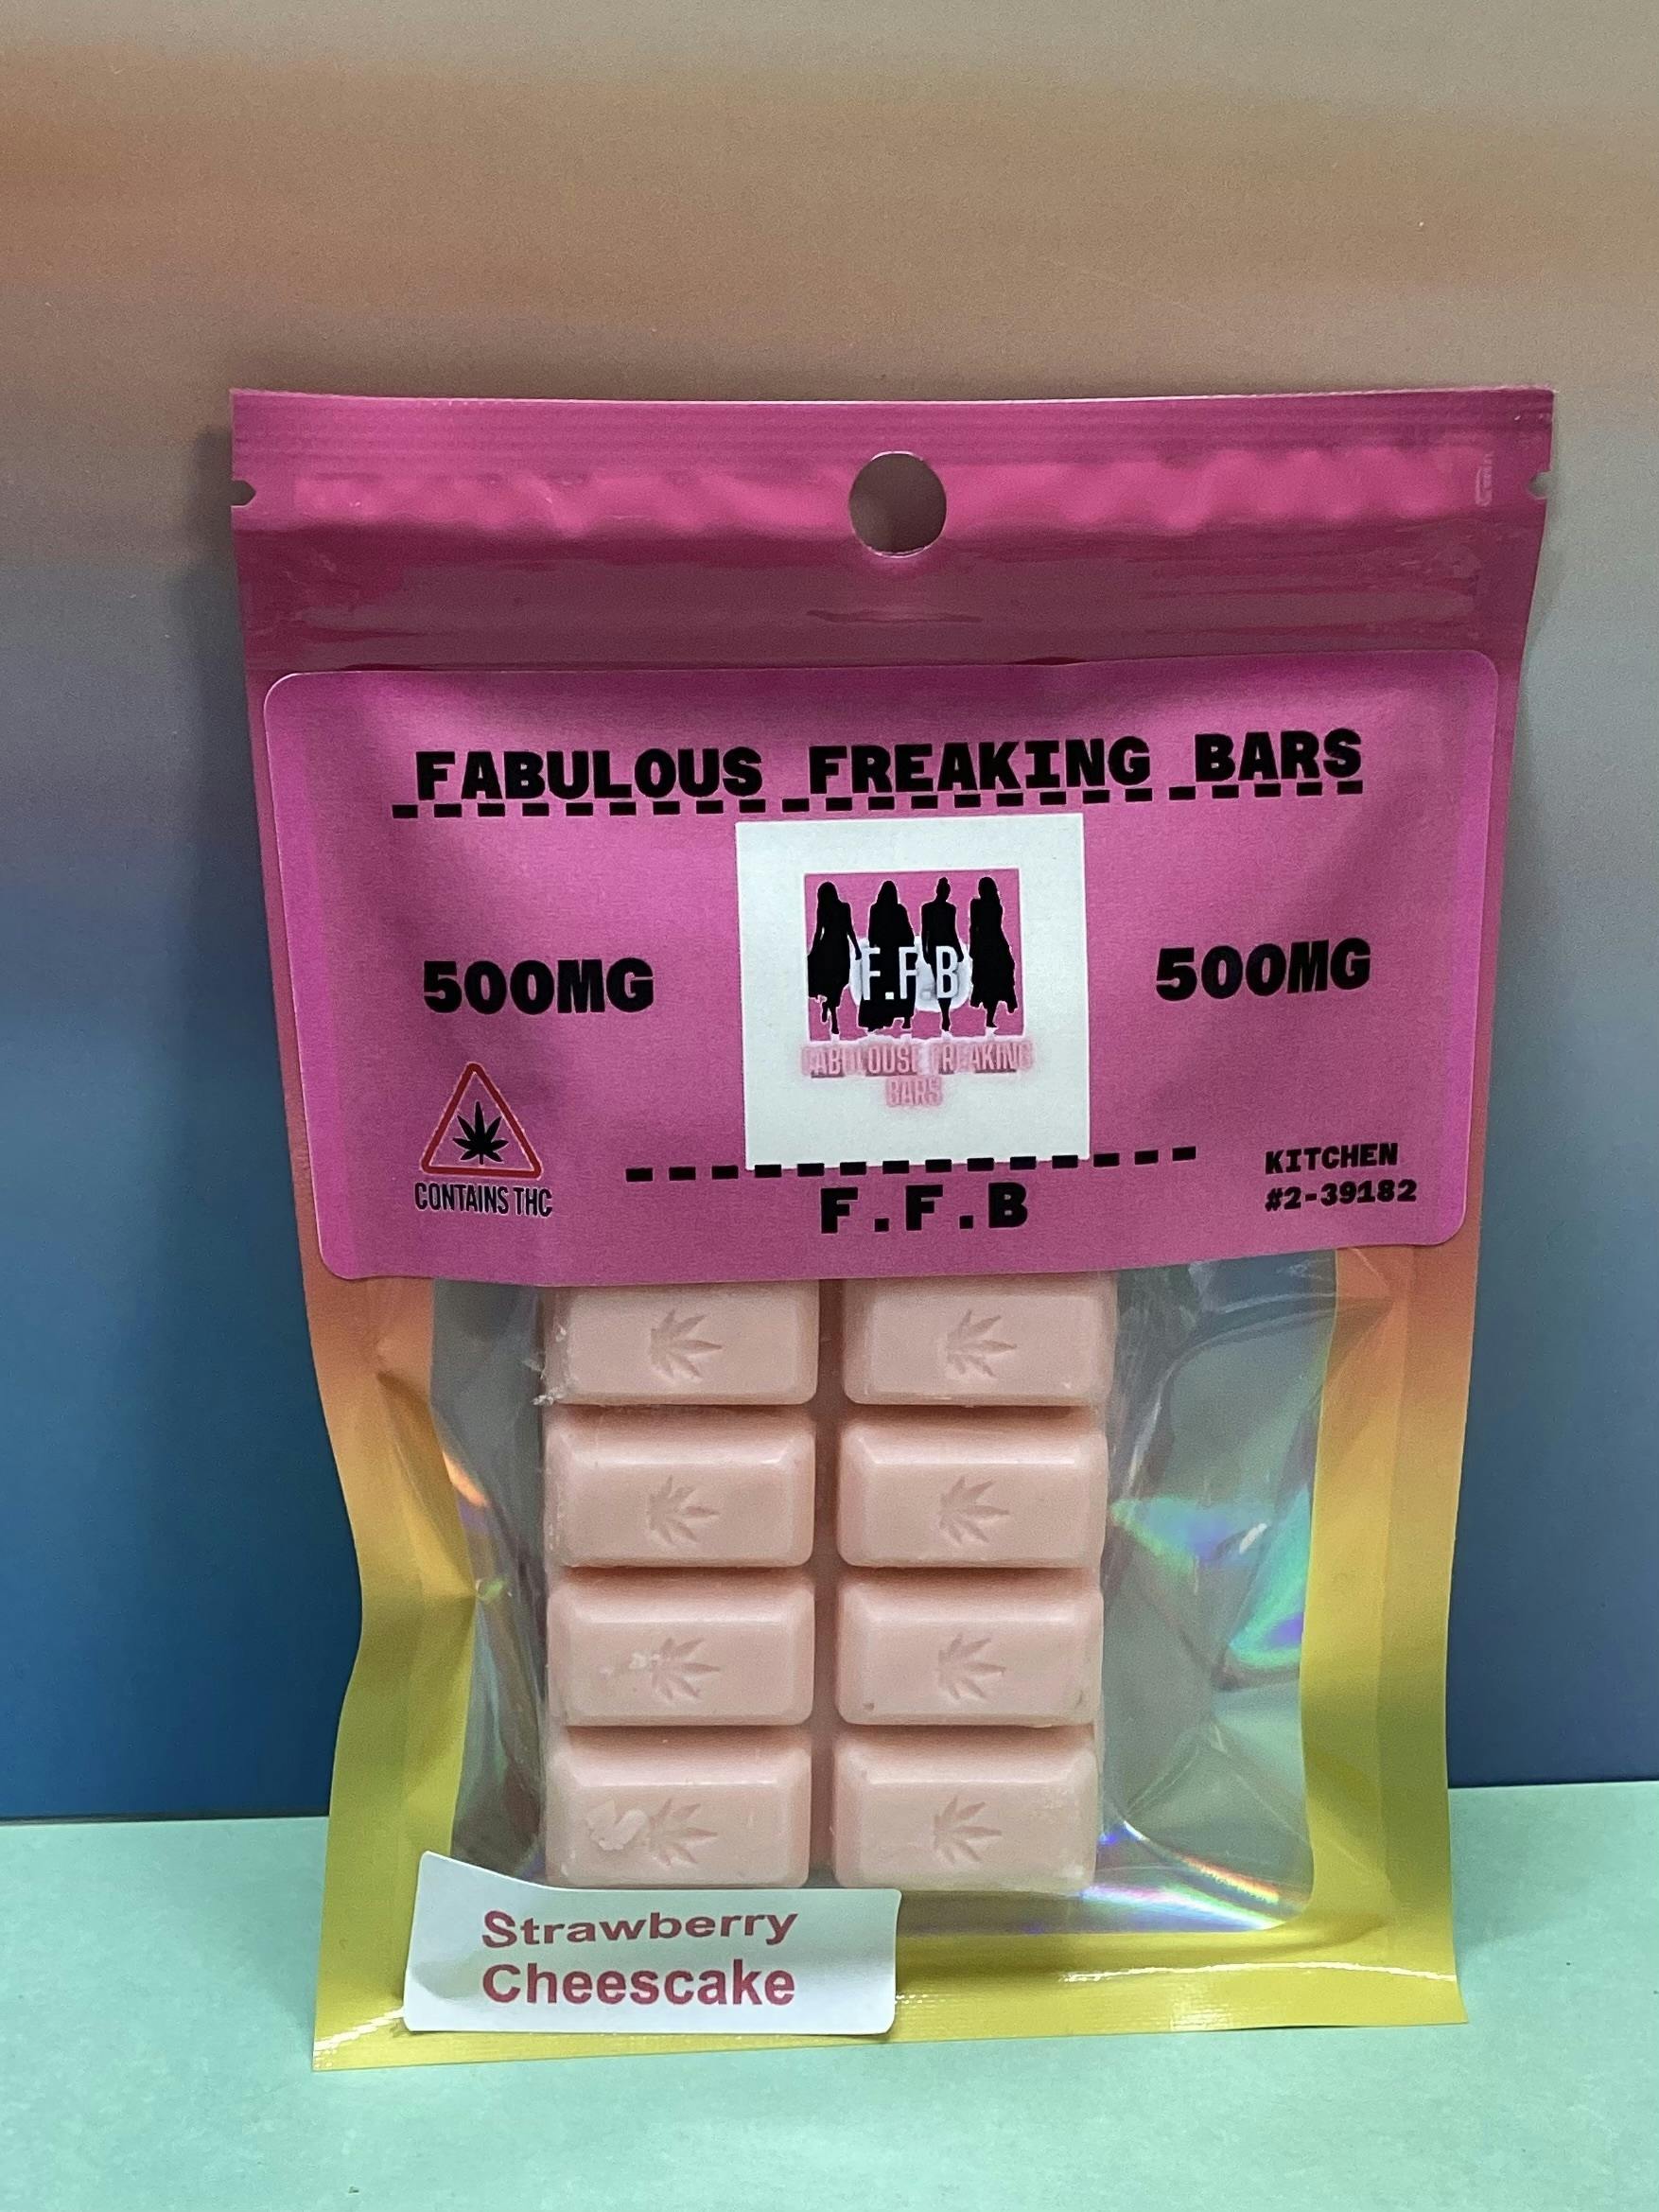 FABULOUS FREAKING BARS
500MG
F.F.B
500MG
FABULOUSE FREAKING
BARS
CONTAINS THC
F.F.B
KITCHEN
#2-39182
Strawberry
Cheescake